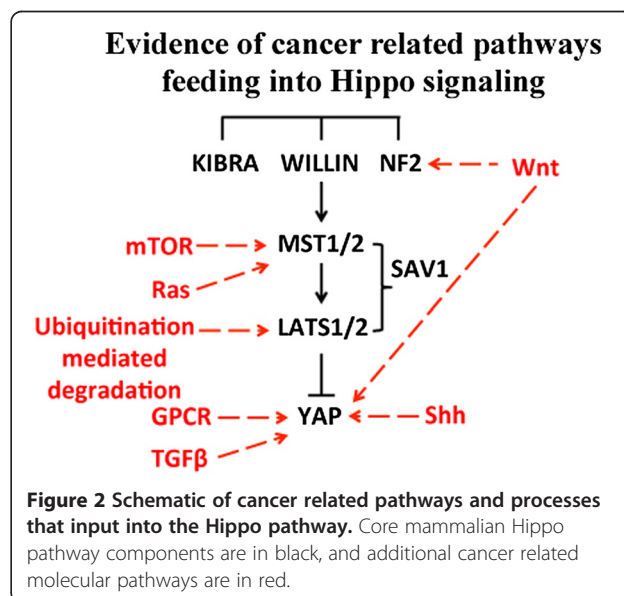 Evidence of cancer related pathways
feeding into Hippo signaling
KIBRA WILLIN NF2 Wnt
mTOR MST1/2
SAV1
Ras
Ubiquitination LATS1/2
mediated
degradation
GPCR YAP Shh
TGFβ
Figure 2 Schematic of cancer related pathways and processes
that input into the Hippo pathway. Core mammalian Hippo
pathway components are in black, and additional cancer related
molecular pathways are in red.